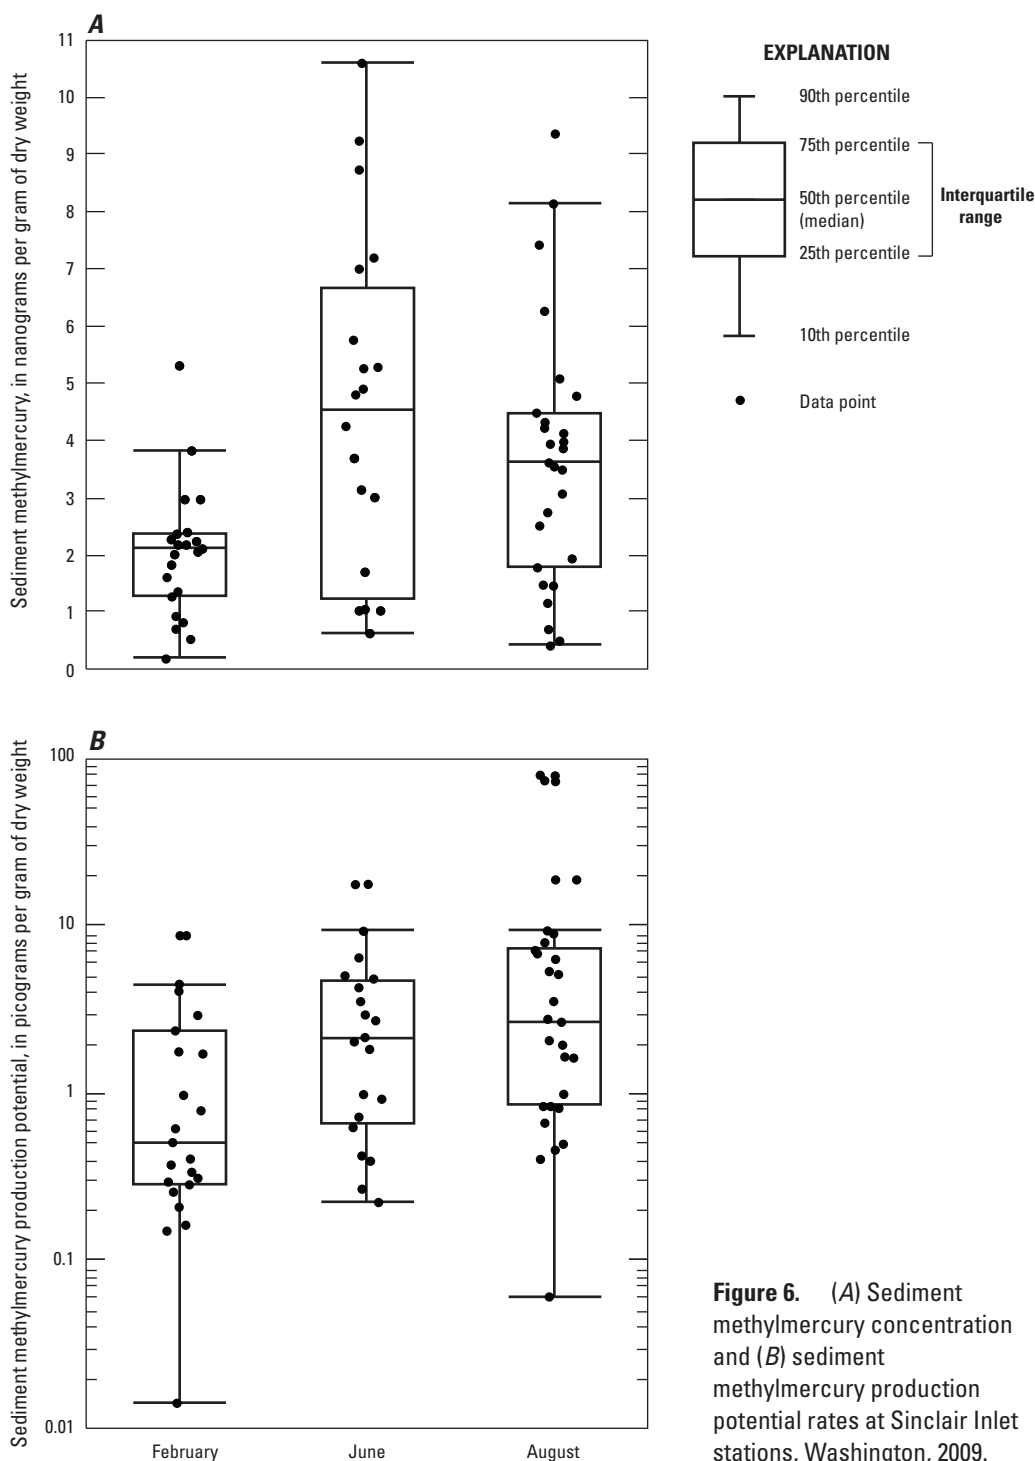 A
Sediment methylmercury, in nanograms per gram of dry weight
11
10
9
8
7
6
5
4
3
2
1
0
EXPLANATION
90th percentile
75th percentile
50th percentile
(median)
25th percentile
Interquartile
range
10th percentile
Data point
B
Sediment methylmercury production potential, in picograms per gram of dry weight
100
10
1
0.1
0.01
February
June
August
Figure 6. (A) Sediment
methylmercury concentration
and (B) sediment
methylmercury production
potential rates at Sinclair Inlet
stations, Washington, 2009.